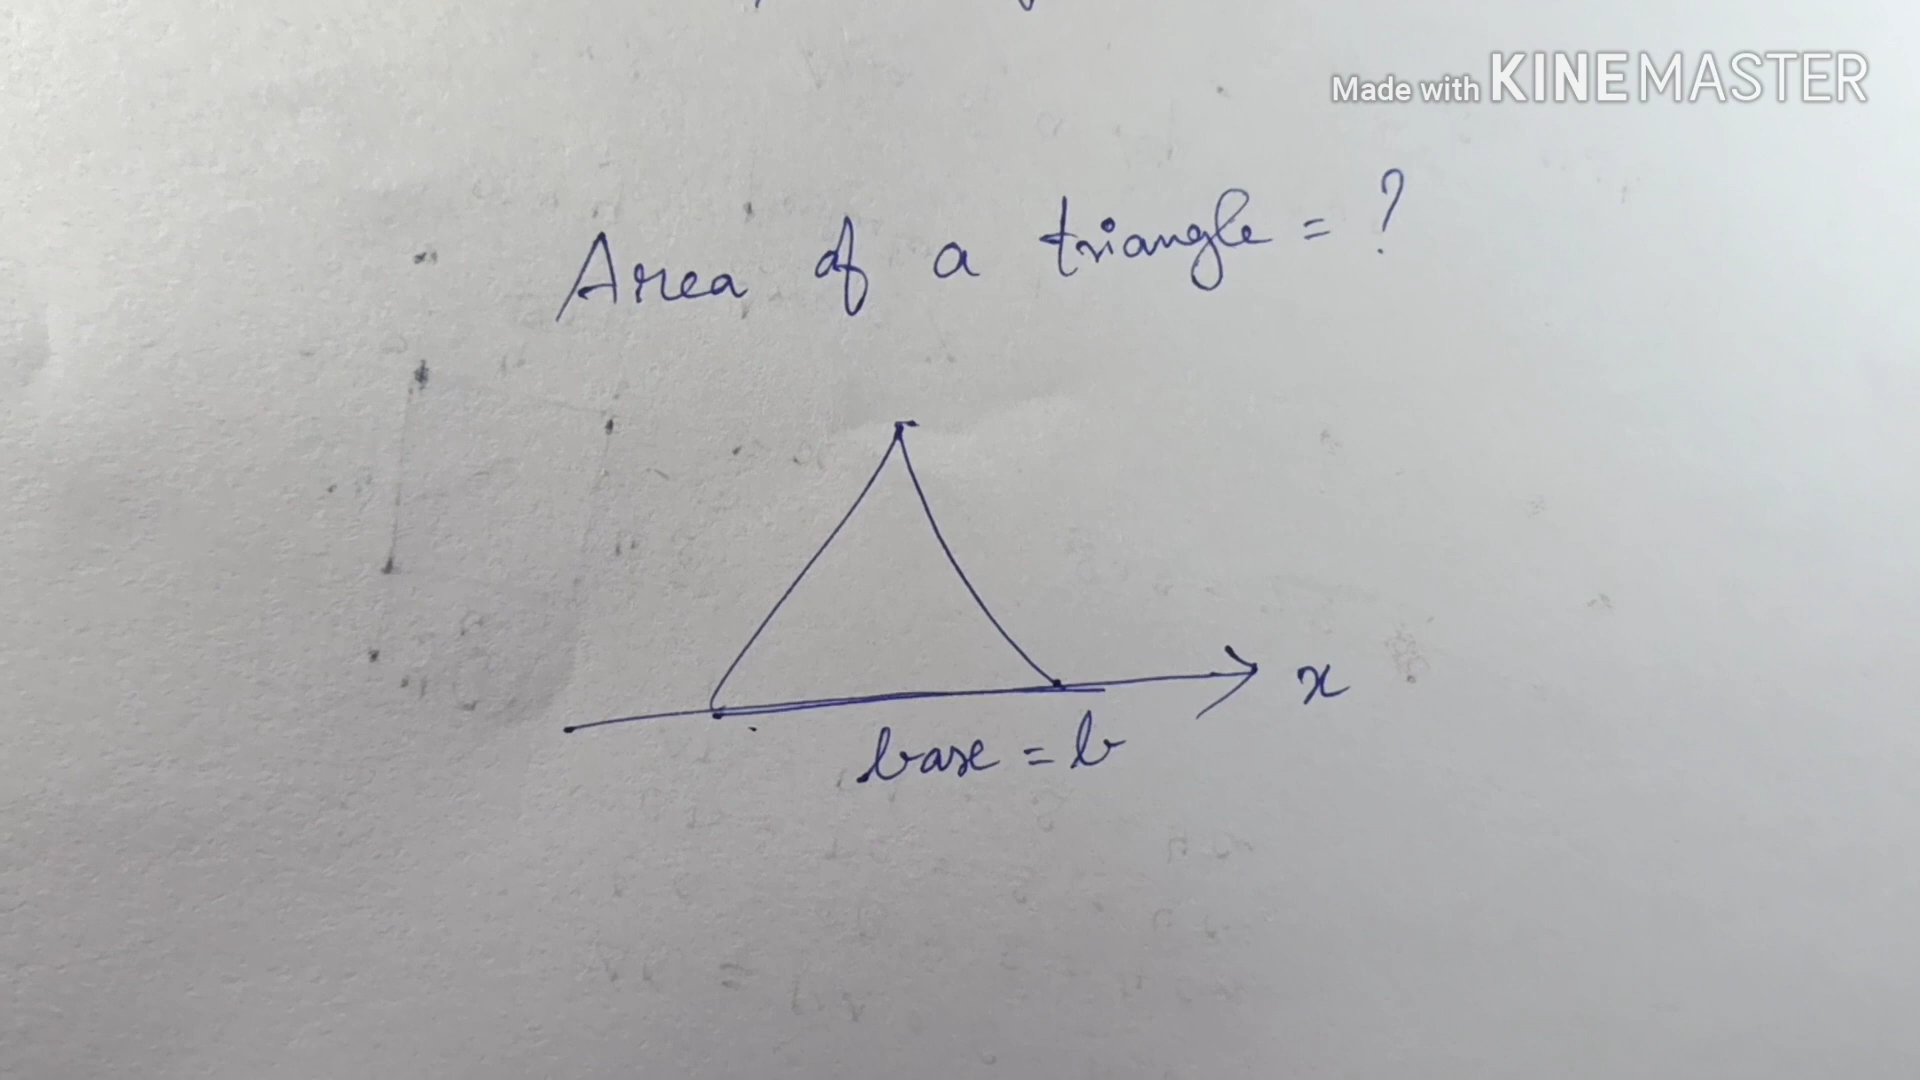 Made with KINEMASTER
Area of a triangle = ?
x
base = b